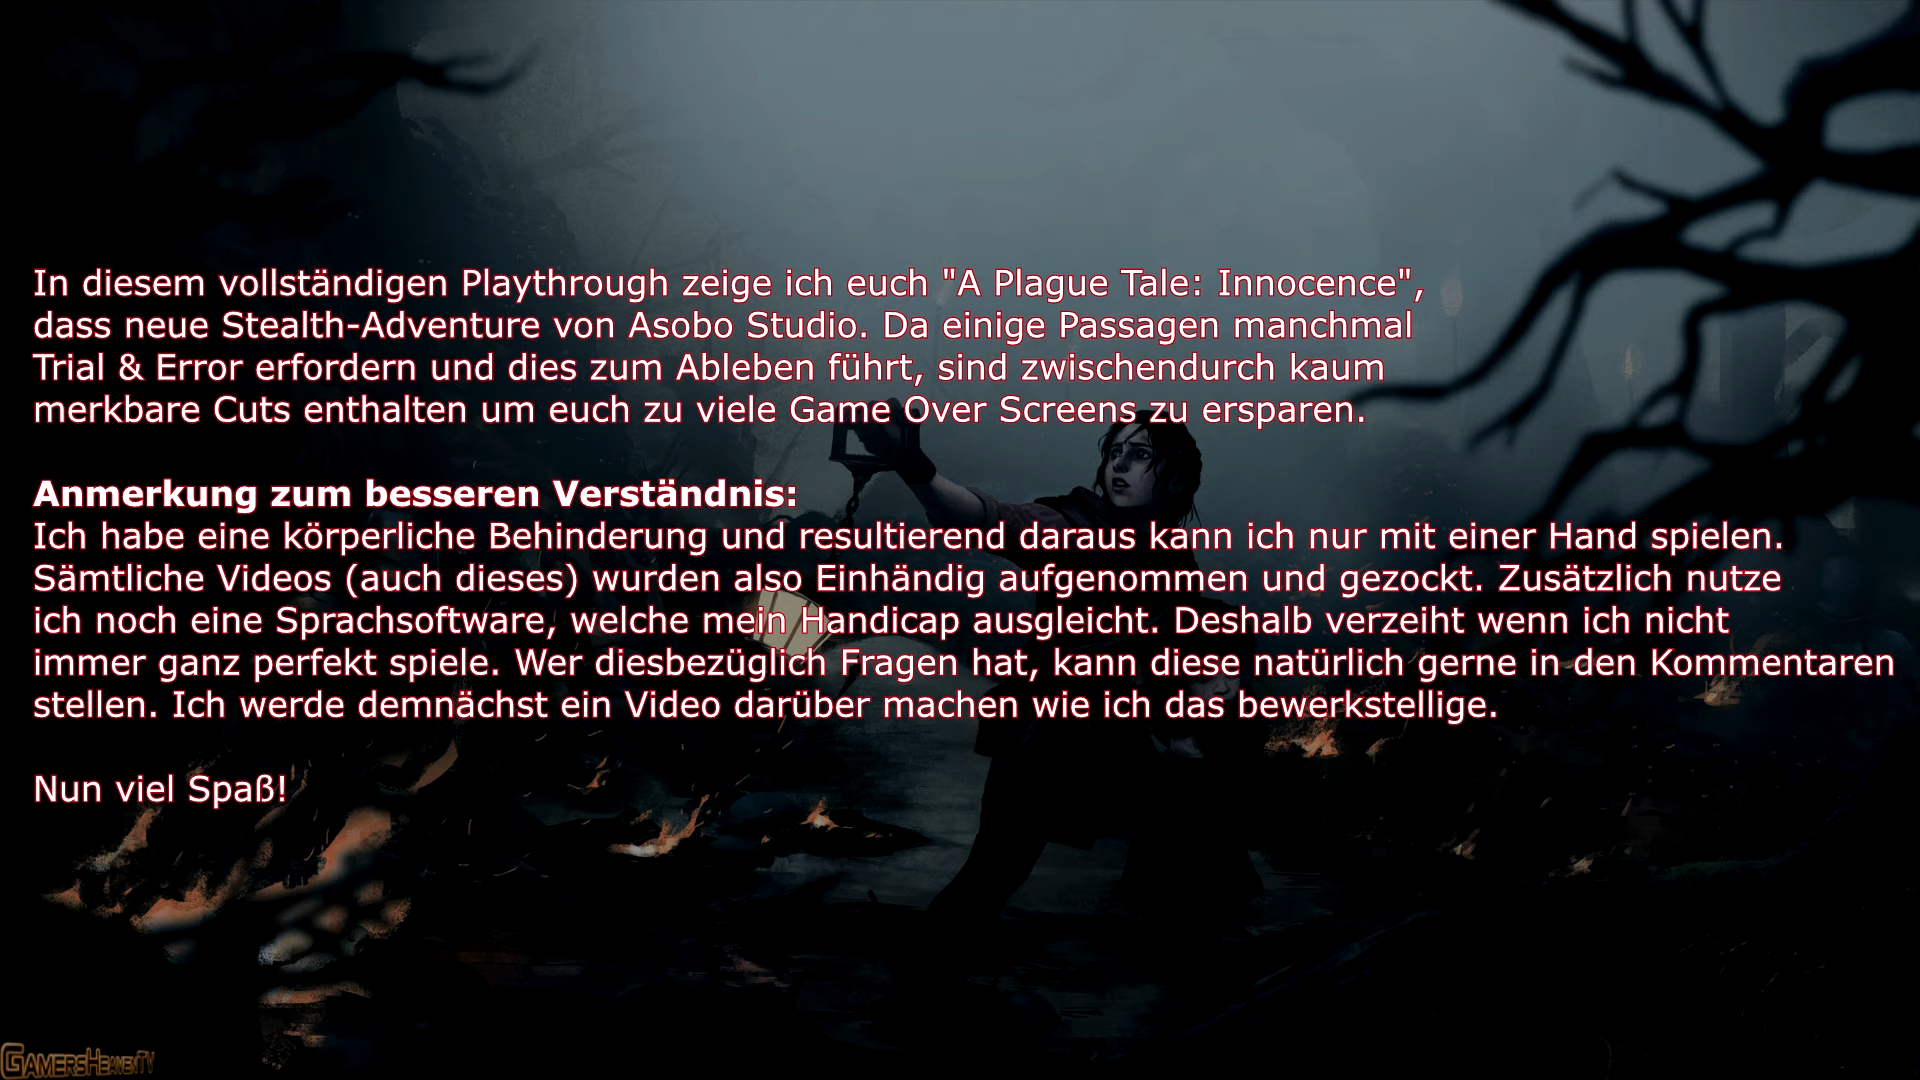 In diesem vollständigen Playthrough zeige ich euch "A Plague Tale: Innocence",
dass neue Stealth-Adventure von Asobo Studio. Da einige Passagen manchmal
Trial & Error erfordern und dies zum Ableben führt, sind zwischendurch kaum
merkbare Cuts enthalten um euch zu viele Game Over Screens zu ersparen.
Anmerkung zum besseren Verständnis:
Ich habe eine körperliche Behinderung und resultierend daraus kann ich nur mit einer Hand spielen.
Sämtliche Videos (auch dieses) wurden also Einhändig aufgenommen und gezockt. Zusätzlich nutze
ich noch eine Sprachsoftware, welche mein Handicap ausgleicht. Deshalb verzeiht wenn ich nicht
immer ganz perfekt spiele. Wer diesbezüglich Fragen hat, kann diese natürlich gerne in den Kommentaren
stellen. Ich werde demnächst ein Video darüber machen wie ich das bewerkstellige.
Nun viel Spaß!
GamersHeavenTV